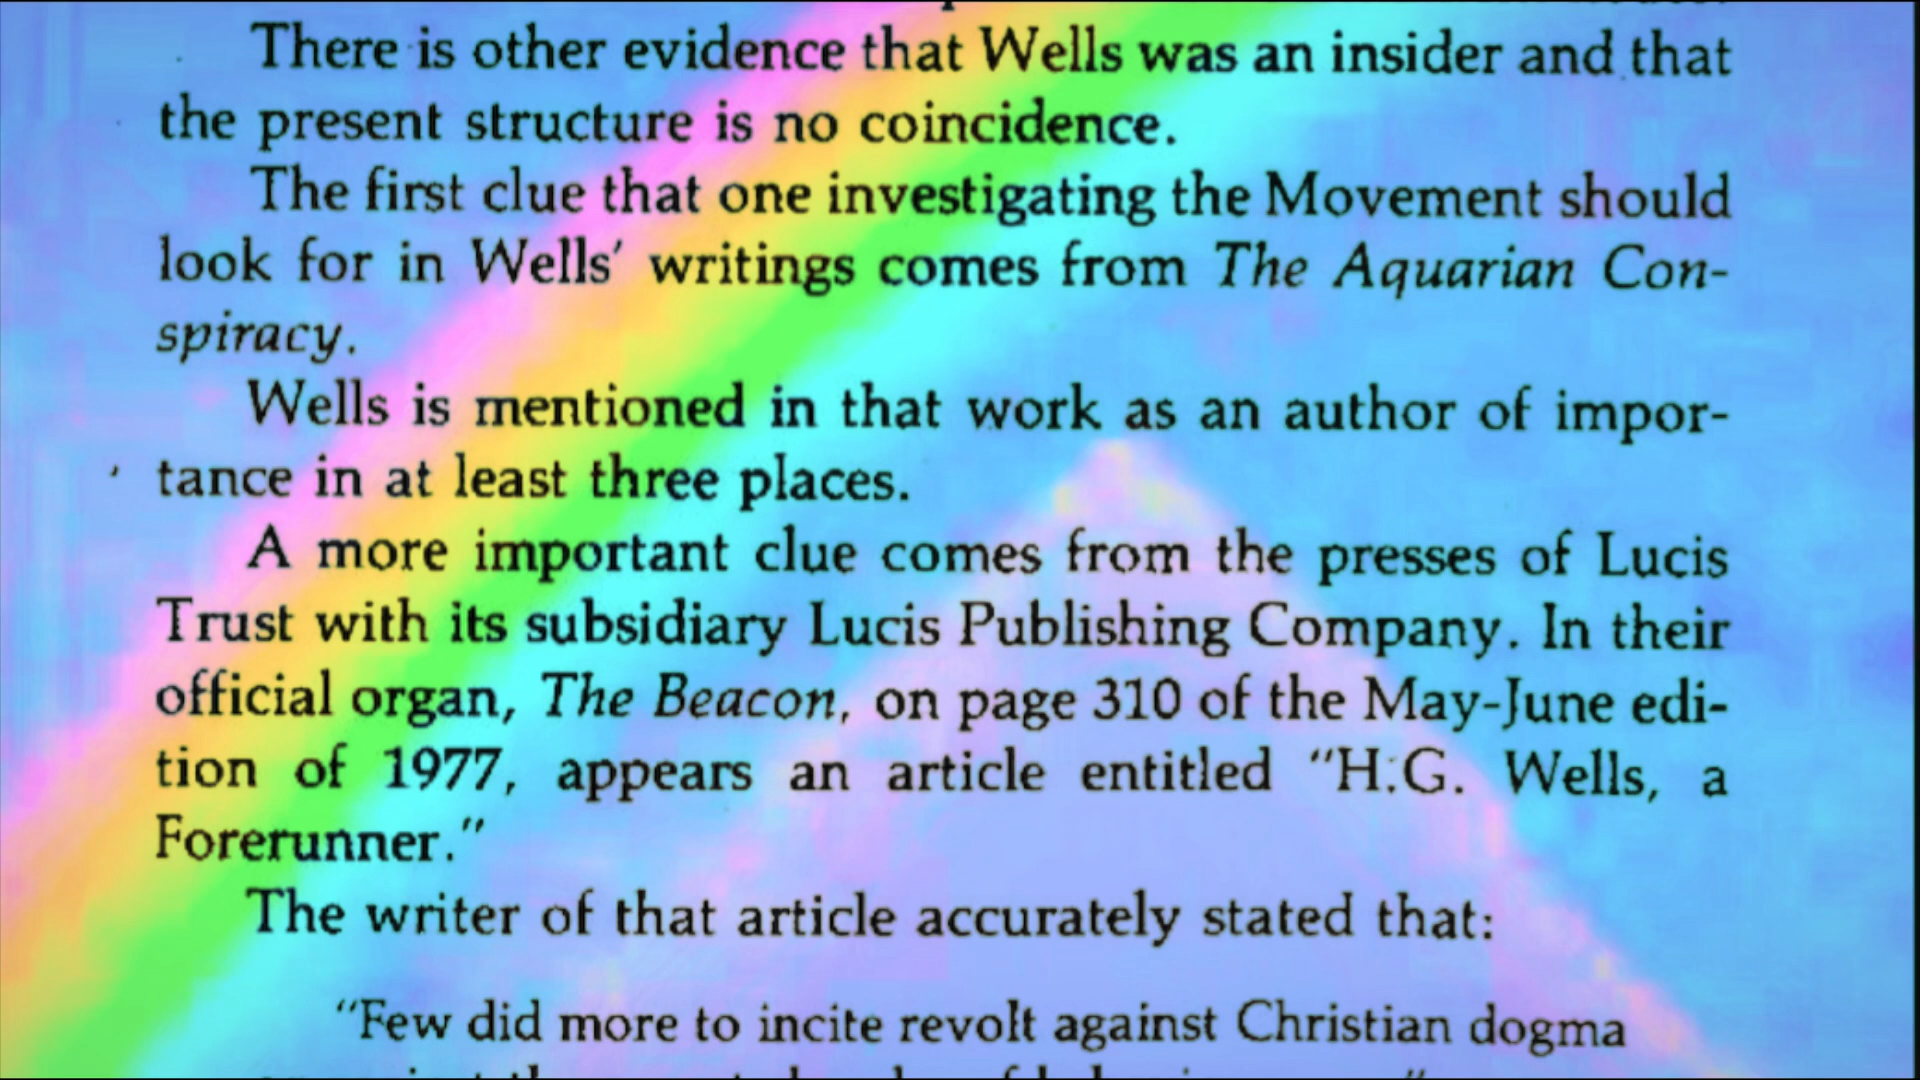 There is other evidence that Wells was an insider and that
the present structure is no coincidence.
The first clue that one investigating the Movement should
look for in Wells' writings comes from The Aquarian Con-
spiracy.
Wells is mentioned in that work as an author of impor-
tance in at least three places.
A more important clue comes from the presses of Lucis
Trust with its subsidiary Lucis Publishing Company. In their
official organ, The Beacon, on page 310 of the May-June edi-
tion of 1977, appears an article entitled "H.G. Wells, a
Forerunner."
The writer of that article accurately stated that:
"Few did more to incite revolt against Christian dogma